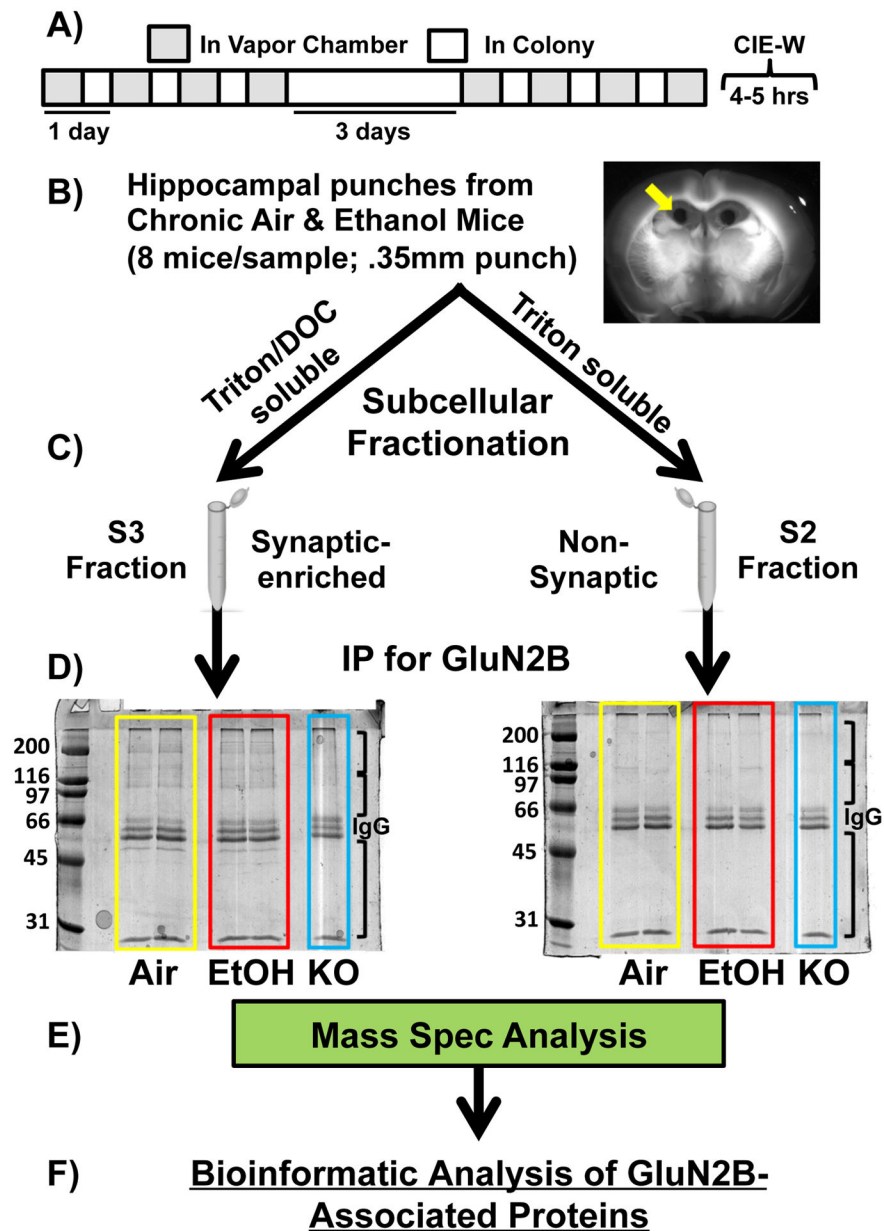 A)
In Vapor Chamber
In Colony
CIE-W
4-5 hrs
1 day
3 days
B)
Hippocampal punches from
Chronic Air & Ethanol Mice
(8 mice/sample; .35mm punch)
Triton/DOC
soluble
Triton soluble
Subcellular
Fractionation
C)
S3
Fraction
Synaptic-
enriched
Non-
Synaptic
S2
Fraction
D)
IP for GluN2B
200
116
97
66
45
31
IgG
Air EtOH KO
200
116
97
66
45
31
IgG
Air EtOH KO
E)
Mass Spec Analysis
F)
Bioinformatic Analysis of GluN2B-
Associated Proteins